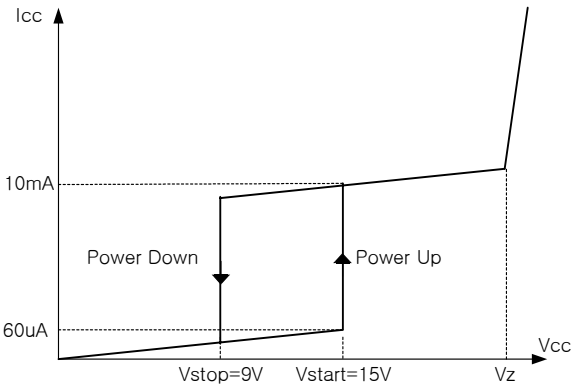 Icc
10mA
Power Down
Power Up
60uA
Vcc
Vstop=9V
Vstart=15V
Vz